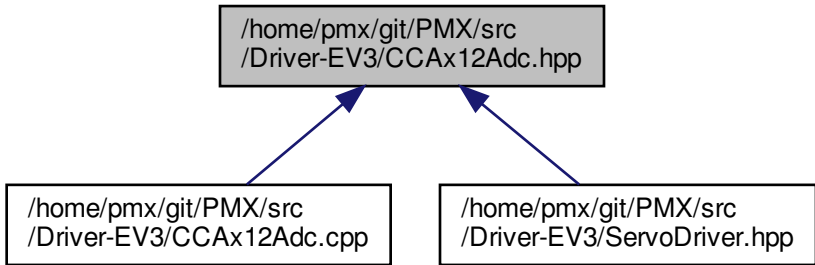 /home/pmx/git/PMX/src
/Driver-EV3/CCAx12Adc.hpp
/home/pmx/git/PMX/src
/Driver-EV3/CCAx12Adc.cpp
/home/pmx/git/PMX/src
/Driver-EV3/ServoDriver.hpp